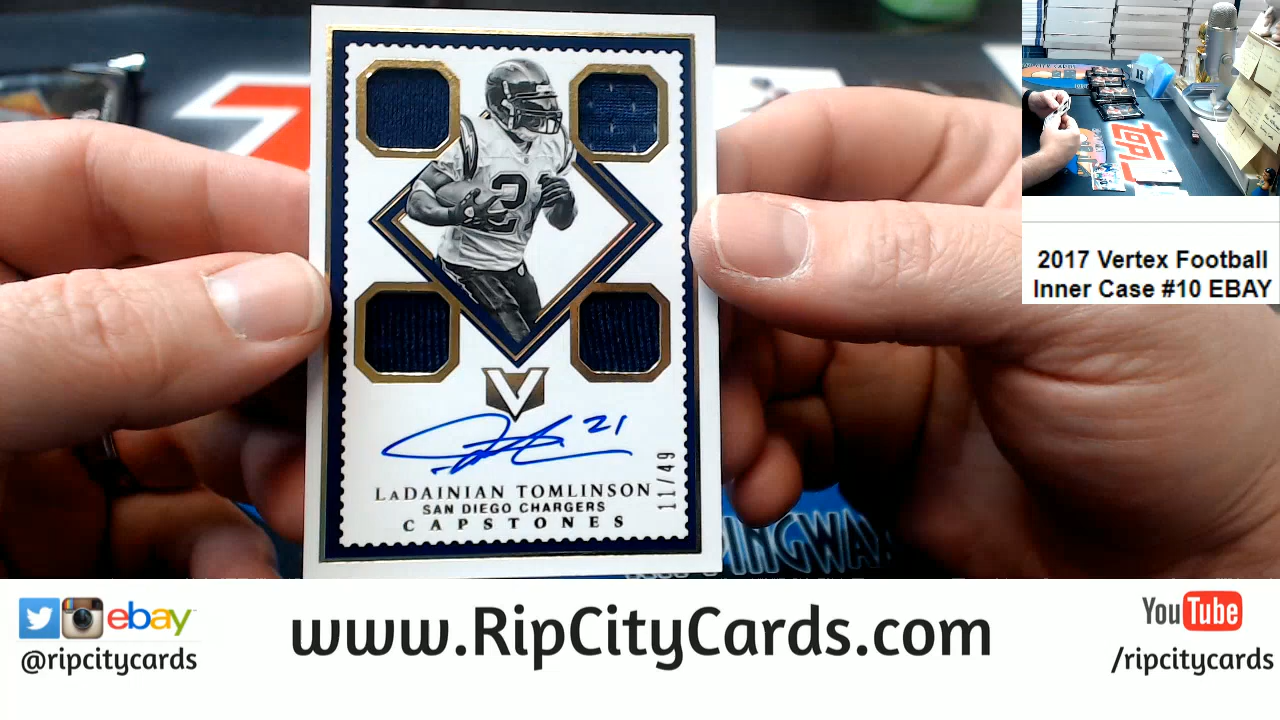 21
V
21
LADAINIAN TOMLINSON
SAN DIEGO CHARGERS
CAPSTONES
11/49
2017 Vertex Football
Inner Case #10 EBAY
ebay
@ripcitycards
www.RipCityCards.com
YouTube
/ripcitycards